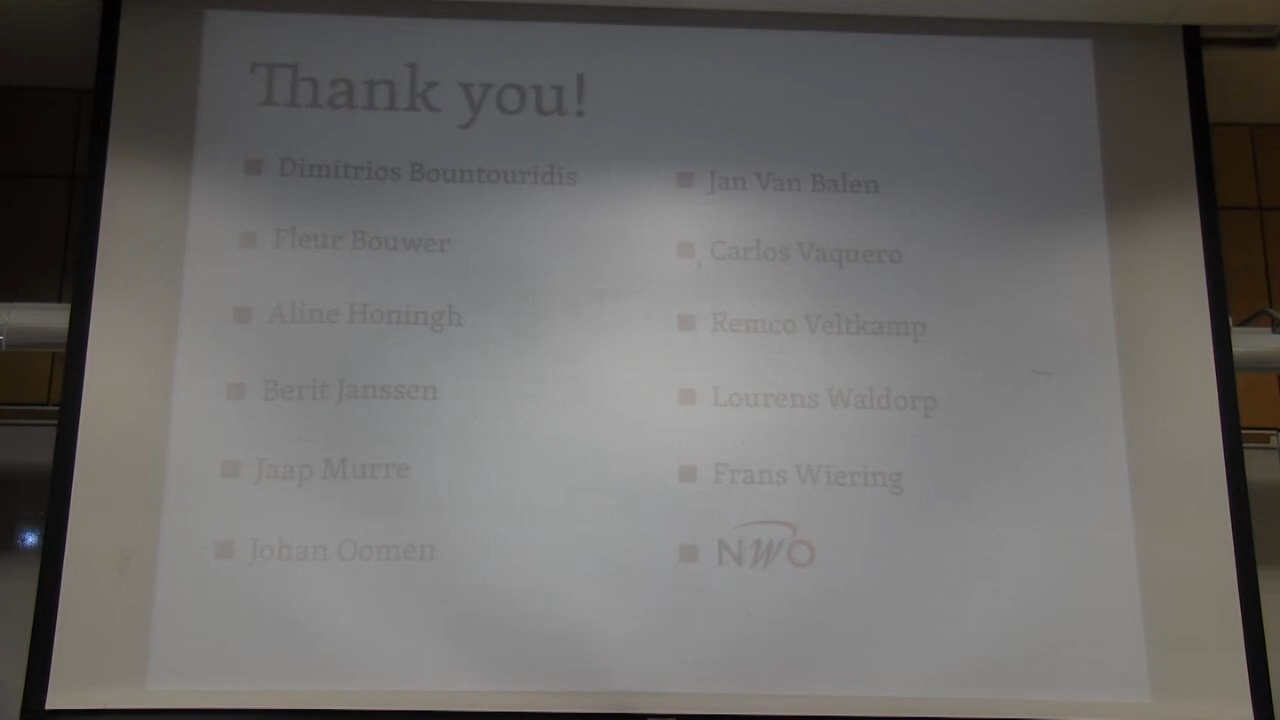 Thank you!
Dimitrios Bountouridis
Fleur Bouwer
Aline Honingh
Berit Janssen
Jaap Murre
Johan Oomen
Jan Van Balen
Carlos Vaquero
Remco Veltkamp
Lourens Waldorp
Frans Wiering
NWO